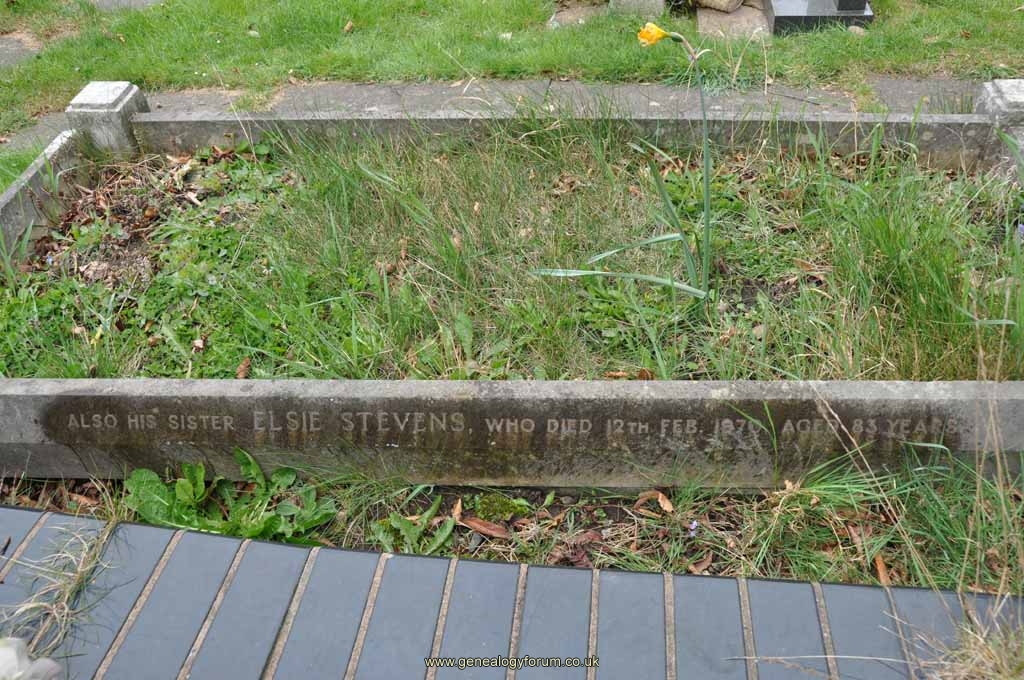 ALSO HIS SISTER ELSIE STEVENS, WHO DIED 12TH FEB. 1970 AGED 83 YEARS
www.genealogyforum.co.uk